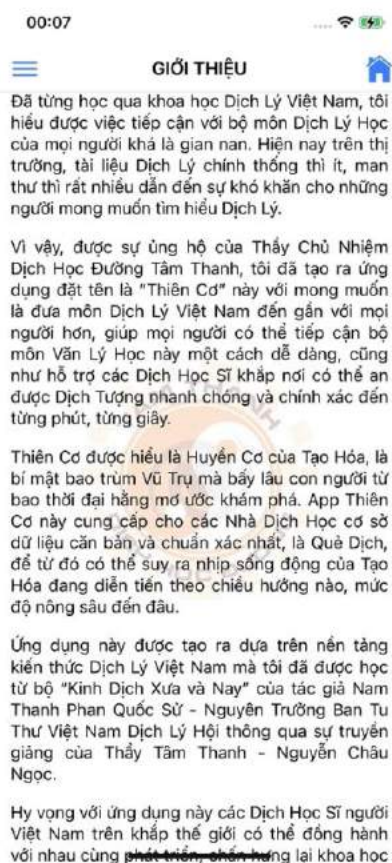 00:07
GIỚI THIỆU
Đã từng học qua khoa học Dịch Lý Việt Nam, tôi
hiểu được việc tiếp cận với bộ môn Dịch Lý Học
của mọi người khá là gian nan. Hiện nay trên thị
trường, tài liệu Dịch Lý chính thống thì ít, man
thư thì rất nhiều dẫn đến sự khó khăn cho những
người mong muốn tìm hiểu Dịch Lý.
Vì vậy, được sự ủng hộ của Thầy Chủ Nhiệm
Dịch Học Đường Tâm Thanh, tôi đã tạo ra ứng
dụng đặt tên là "Thiên Cơ" này với mong muốn
là đưa môn Dịch Lý Việt Nam đến gần với mọi
người hơn, giúp mọi người có thể tiếp cận bộ
môn Văn Lý Học này một cách dễ dàng, cũng
như hỗ trợ các Dịch Học Sĩ khắp nơi có thể an
được Dịch Tượng nhanh chóng và chính xác đến
từng phút, từng giây.
Thiên Cơ được hiểu là Huyền Cơ của Tạo Hóa, là
bí mật bao trùm Vũ Trụ mà bấy lâu con người từ
bao thời đại hằng mơ ước khám phá. App Thiên
Cơ này cung cấp cho các Nhà Dịch Học cơ sở
dữ liệu căn bản và chuẩn xác nhất, là Quẻ Dịch,
để từ đó có thể suy ra nhịp sống động của Tạo
Hóa đang diễn tiến theo chiều hướng nào, mức
độ nông sâu đến đâu.
Ứng dụng này được tạo ra dựa trên nền tảng
kiến thức Dịch Lý Việt Nam mà tôi đã được học
từ bộ "Kinh Dịch Xưa và Nay" của tác giả Nam
Thanh Phan Quốc Sử - Nguyên Trưởng Ban Tu
Thư Việt Nam Dịch Lý Hội thông qua sự truyền
giảng của Thầy Tâm Thanh - Nguyễn Châu
Ngọc.
Hy vọng với ứng dụng này các Dịch Học Sĩ người
Việt Nam trên khắp thế giới có thể đồng hành
với nhau cùng phát triển, chấn hưng lại khoa học